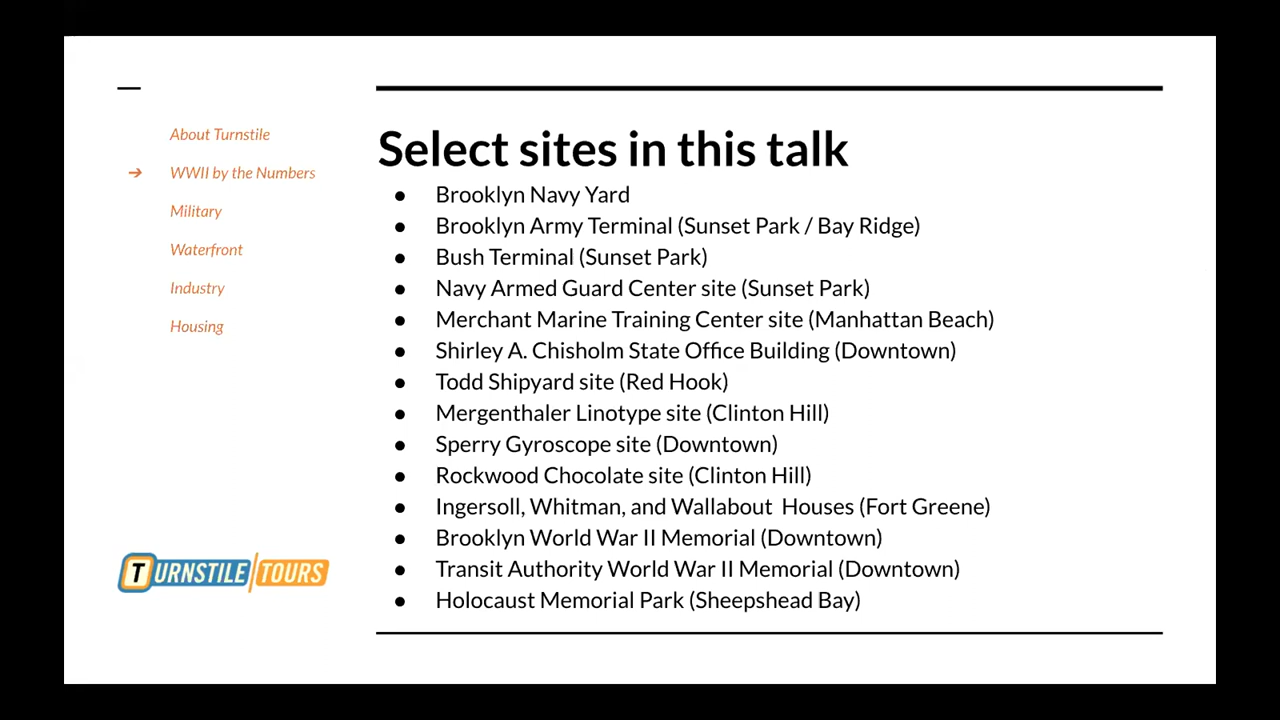 About Turnstile
➔ WWII by the Numbers
Military
Waterfront
Industry
Housing
TURNSTILE/TOURS
Select sites in this talk
● Brooklyn Navy Yard
● Brooklyn Army Terminal (Sunset Park / Bay Ridge)
● Bush Terminal (Sunset Park)
● Navy Armed Guard Center site (Sunset Park)
● Merchant Marine Training Center site (Manhattan Beach)
● Shirley A. Chisholm State Office Building (Downtown)
● Todd Shipyard site (Red Hook)
● Mergenthaler Linotype site (Clinton Hill)
● Sperry Gyroscope site (Downtown)
● Rockwood Chocolate site (Clinton Hill)
● Ingersoll, Whitman, and Wallabout  Houses (Fort Greene)
● Brooklyn World War II Memorial (Downtown)
● Transit Authority World War II Memorial (Downtown)
● Holocaust Memorial Park (Sheepshead Bay)